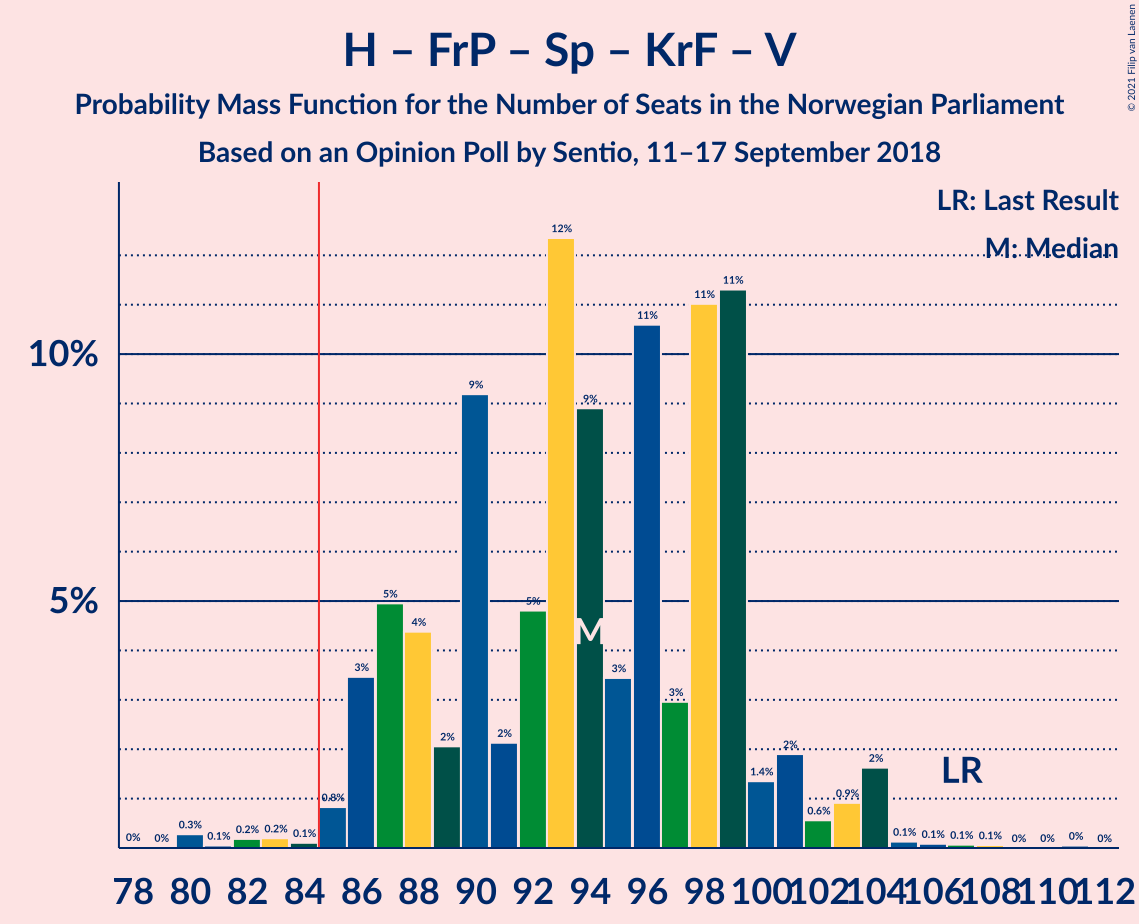 H – FrP – Sp – KrF – V
Probability Mass Function for the Number of Seats in the Norwegian Parliament
Based on an Opinion Poll by Sentio, 11–17 September 2018
© 2021 Filip van Laenen
LR: Last Result
M: Median
10%
5%
0% 0% 0.3% 0.1% 0.2% 0.2% 0.1% 0.8% 3% 5% 4% 2% 9% 2% 5% 12% 9% 3% 11% 3% 11% 11% 1.4% 2% 0.6% 0.9% 2% 0.1% 0.1% 0.1% 0.1% 0% 0% 0% 0%
M
LR
78 80 82 84 86 88 90 92 94 96 98 100 102 104 106 108 110 112